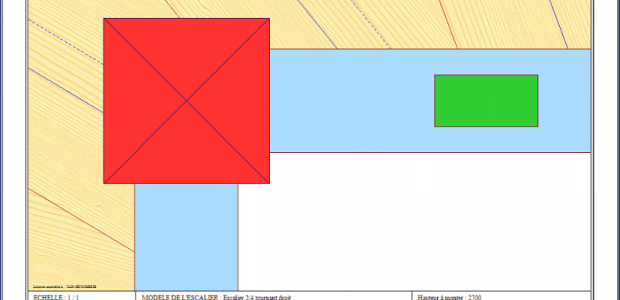 ECHELLE : 1 / 1
MODELE DE L'ESCALIER : Escalier 2/4 tournant droit
Hauteur à monter : 2700